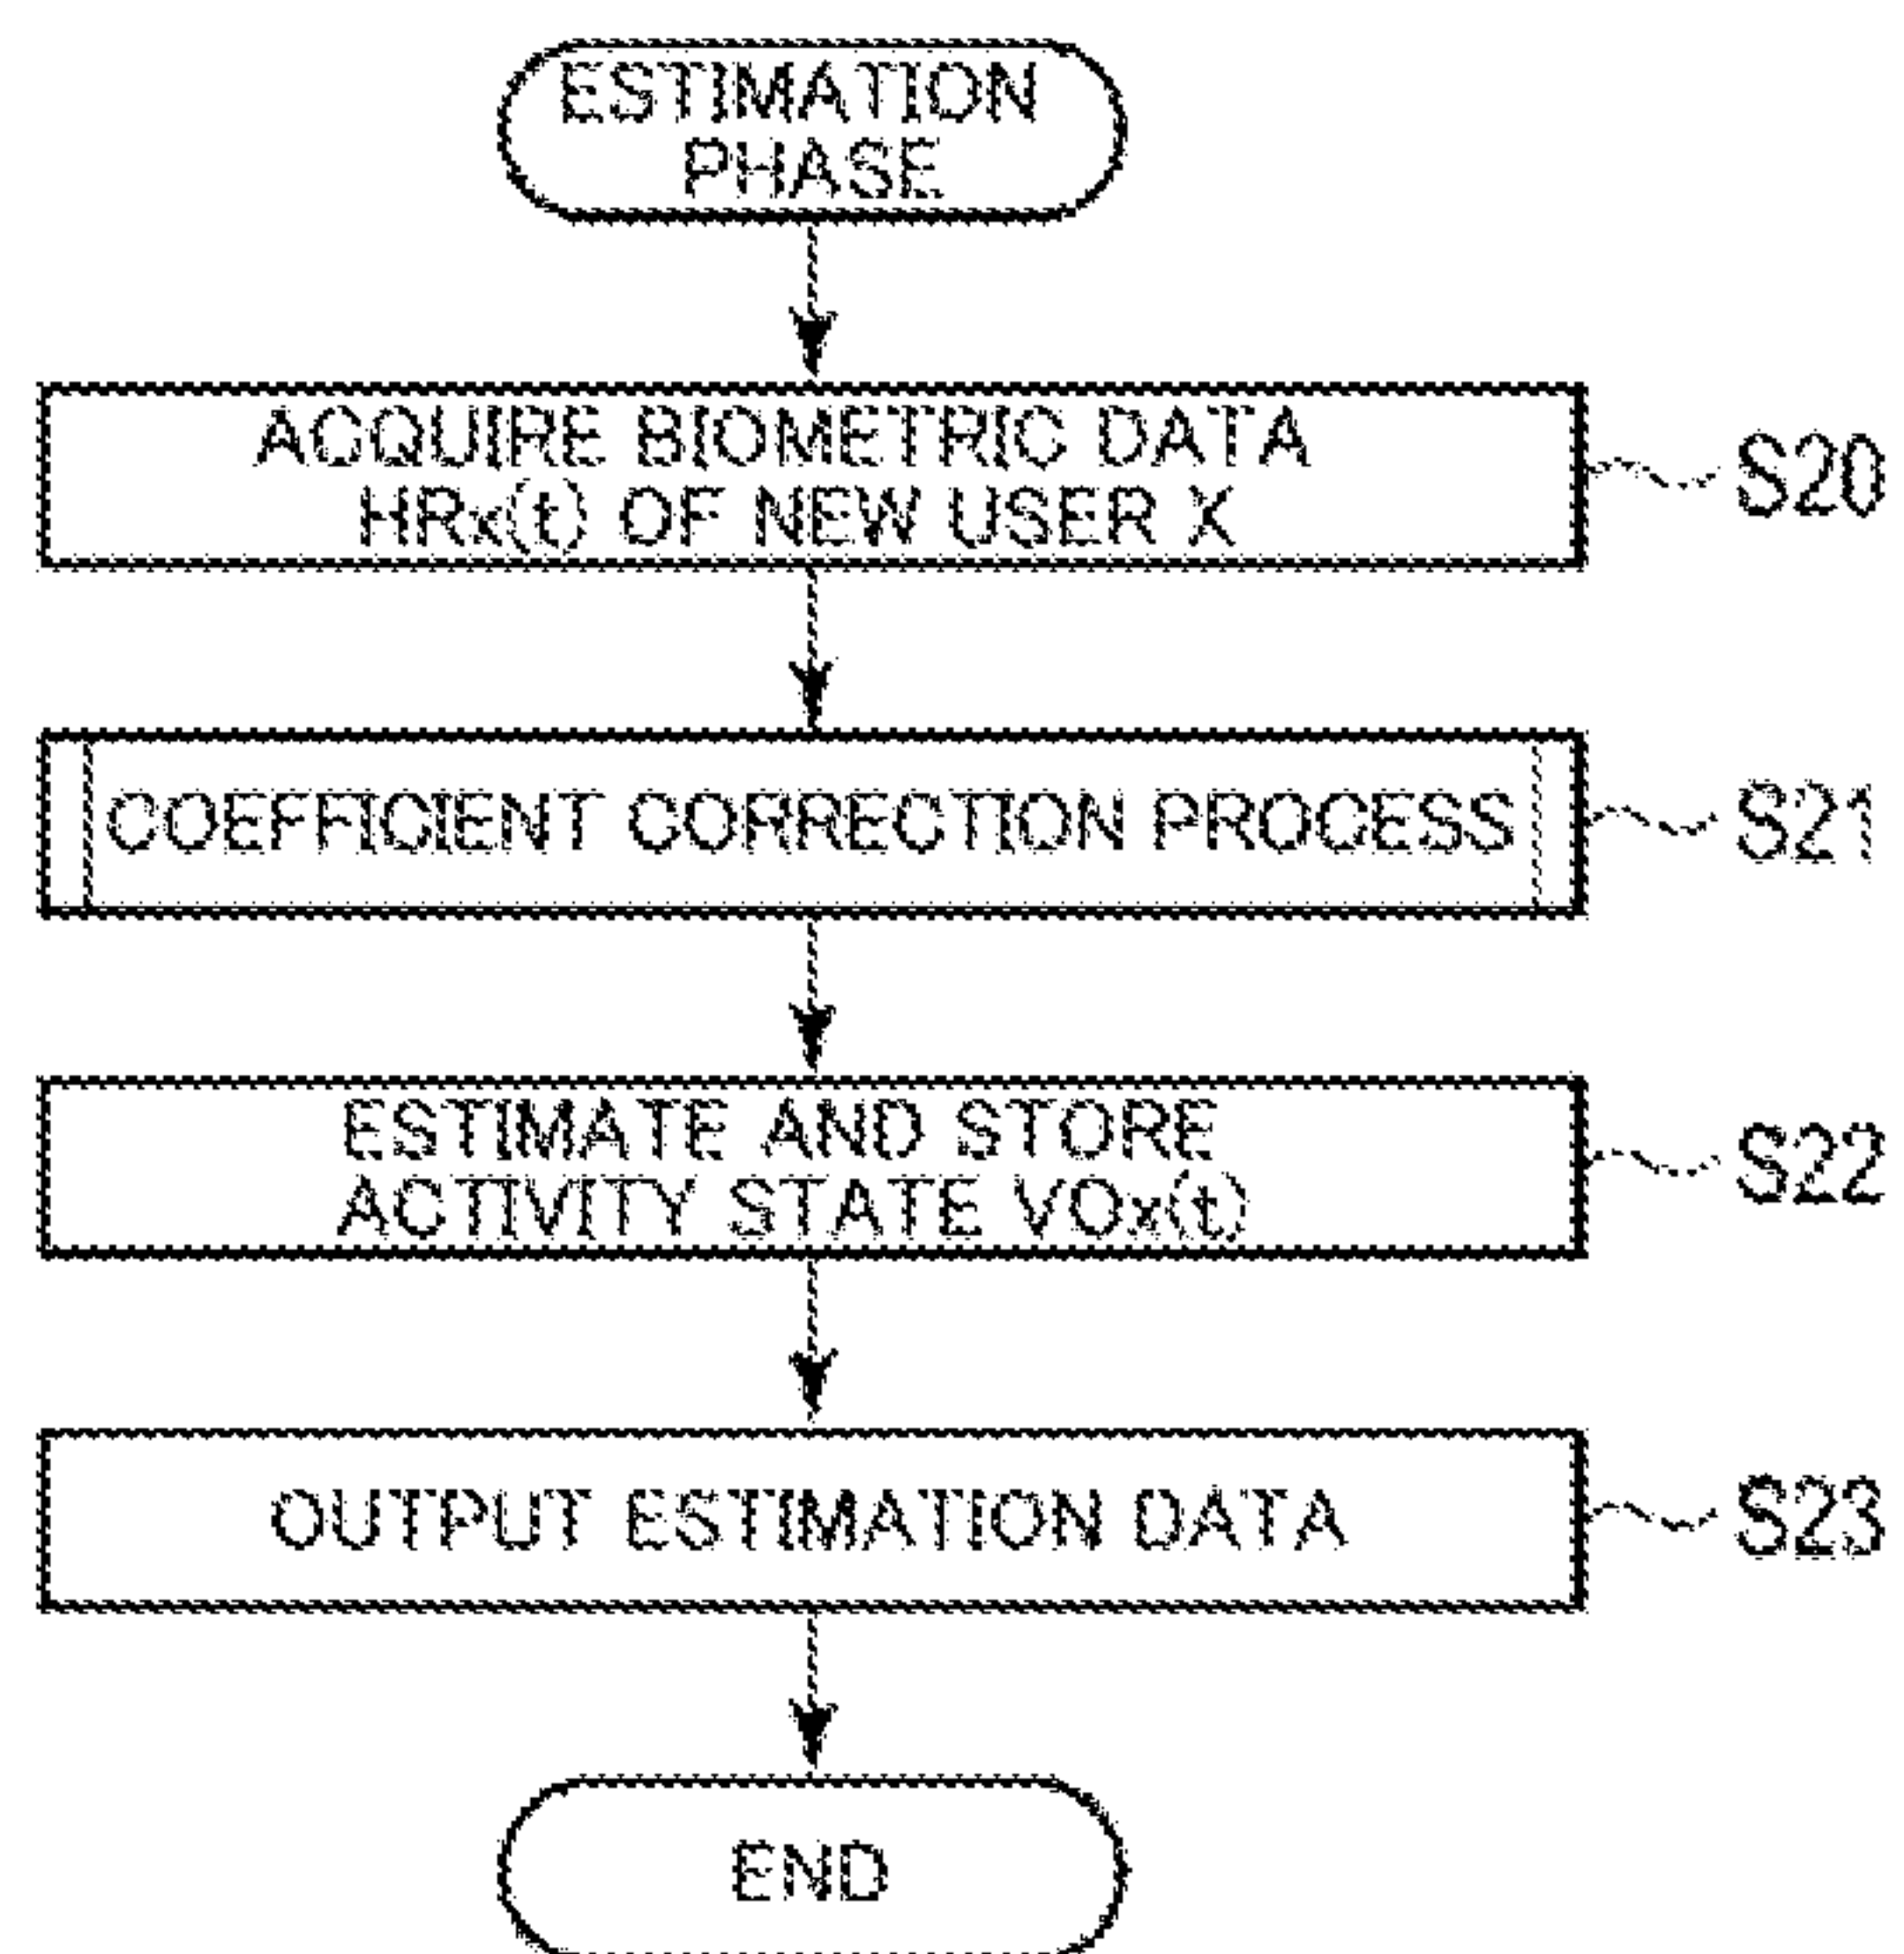 ESTIMATION
PHASE
ACQUIRE BIOMETRIC DATA
HRx(t) OF NEW USER X
S20
COEFFICIENT CORRECTION PROCESS
S21
ESTIMATE AND STORE
ACTIVITY STATE VOx(t)
S22
OUTPUT ESTIMATION DATA
S23
END